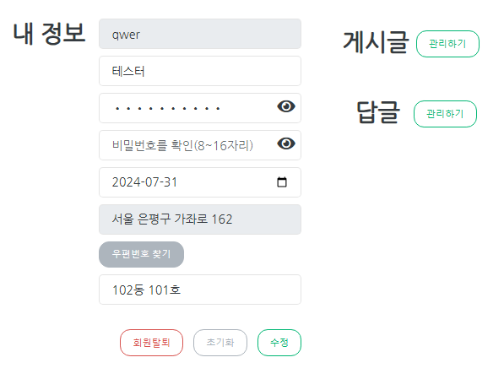 내 정보
qwer
테스터
••••••••••
비밀번호를 확인(8~16자리)
2024-07-31
서울 은평구 가좌로 162
우편번호 찾기
102동 101호
회원탈퇴 초기화 수정
게시글 관리하기
답글 관리하기